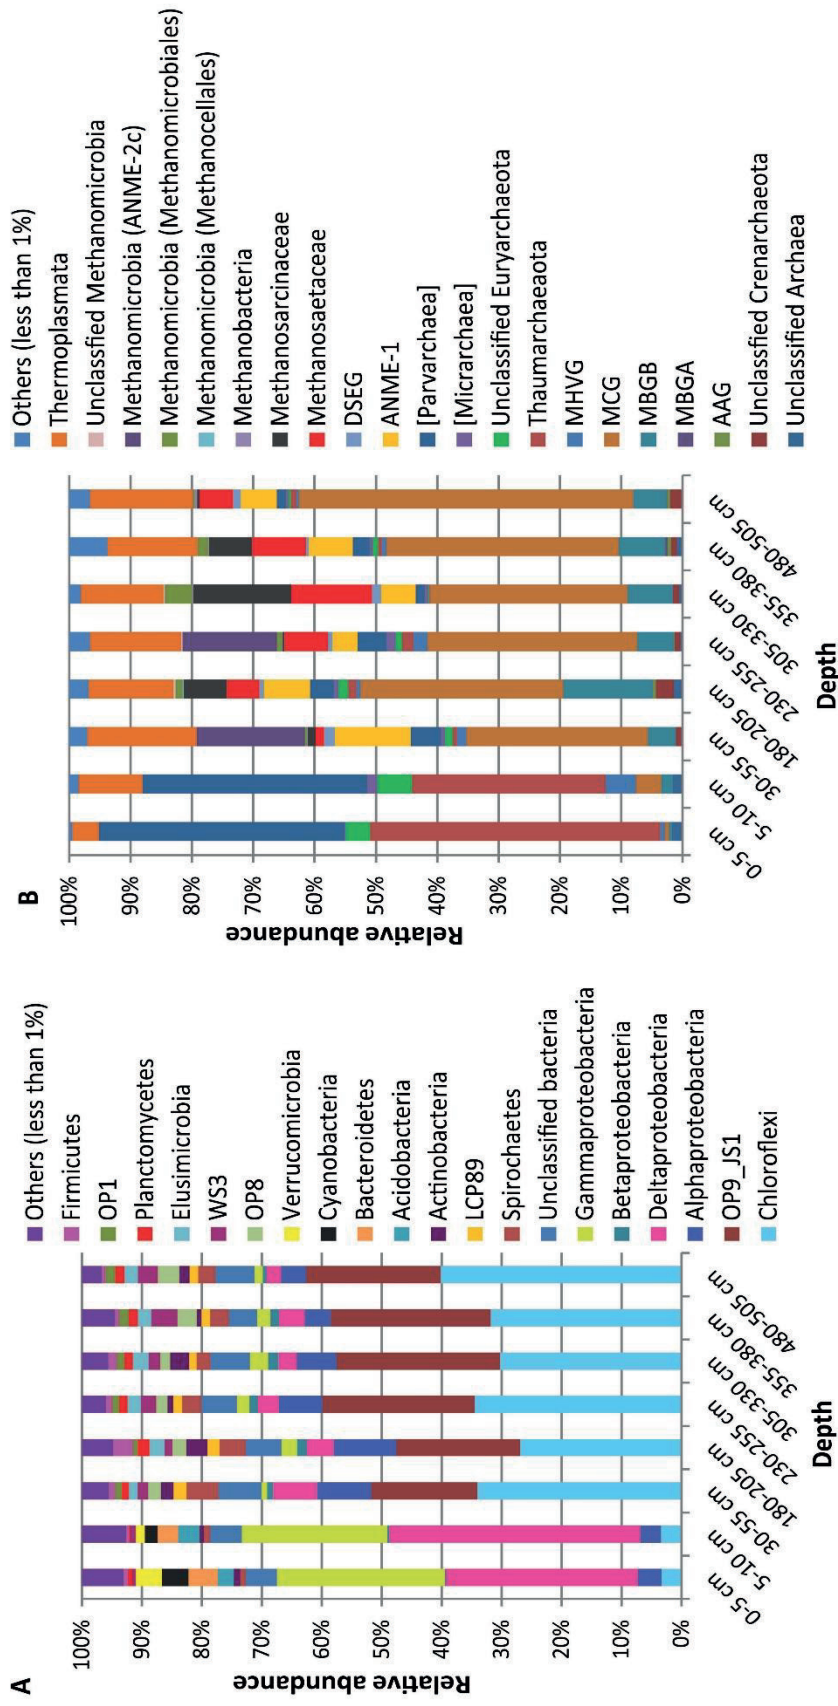 A
Relative abundance
100%
90%
80%
70%
60%
50%
40%
30%
20%
10%
0%
0-5 cm
5-10 cm
30-55 cm
180-205 cm
230-255 cm
305-330 cm
355-380 cm
480-505 cm
Depth
Others (less than 1%)
Firmicutes
OP1
Planctomycetes
Elusimicrobia
WS3
OP8
Verrucomicrobia
Cyanobacteria
Bacteroidetes
Acidobacteria
Actinobacteria
LCP89
Spirochaetes
Unclassified bacteria
Gammaproteobacteria
Betaproteobacteria
Deltaproteobacteria
Alphaproteobacteria
OP9_JS1
Chloroflexi
B
Relative abundance
100%
90%
80%
70%
60%
50%
40%
30%
20%
10%
0%
0-5 cm
5-10 cm
30-55 cm
180-205 cm
230-255 cm
305-330 cm
355-380 cm
480-505 cm
Depth
Others (less than 1%)
Thermoplasmata
Unclassfied Methanomicrobia
Methanomicrobia (ANME-2c)
Methanomicrobia (Methanomicrobiales)
Methanomicrobia (Methanocellales)
Methanobacteria
Methanosarcinaceae
Methanosaetaceae
DSEG
ANME-1
[Parvarchaea]
[Micrarchaea]
Unclassified Euryarchaeota
Thaumarchaeaota
MHVG
MCG
MBGB
MBGA
AAG
Unclassfied Crenarchaeota
Unclassified Archaea